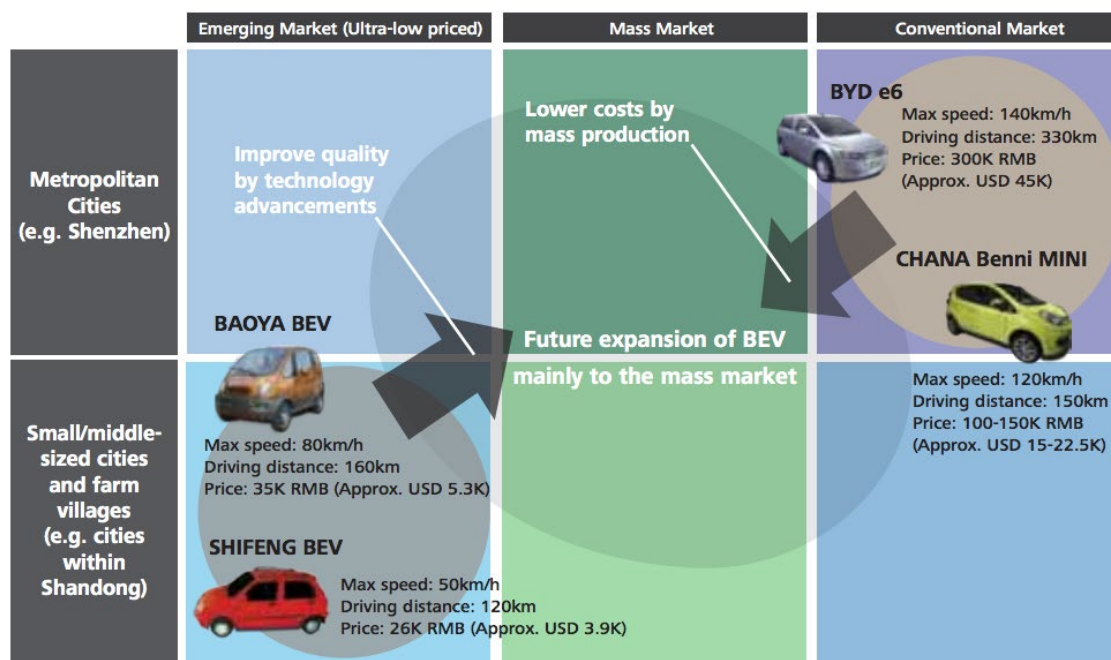 Emerging Market (Ultra-low priced)
Mass Market
Conventional Market
Metropolitan
Cities
(e.g. Shenzhen)
Improve quality
by technology
advancements
Lower costs by
mass production
BYD e6
Max speed: 140km/h
Driving distance: 330km
Price: 300K RMB
(Approx. USD 45K)
CHANA Benni MINI
Max speed: 120km/h
Driving distance: 150km
Price: 100-150K RMB
(Approx. USD 15-22.5K)
Future expansion of BEV
mainly to the mass market
BAOYA BEV
Max speed: 80km/h
Driving distance: 160km
Price: 35K RMB (Approx. USD 5.3K)
Small/middle-
sized cities
and farm
villages
(e.g. cities
within
Shandong)
SHIFENG BEV
Max speed: 50km/h
Driving distance: 120km
Price: 26K RMB (Approx. USD 3.9K)